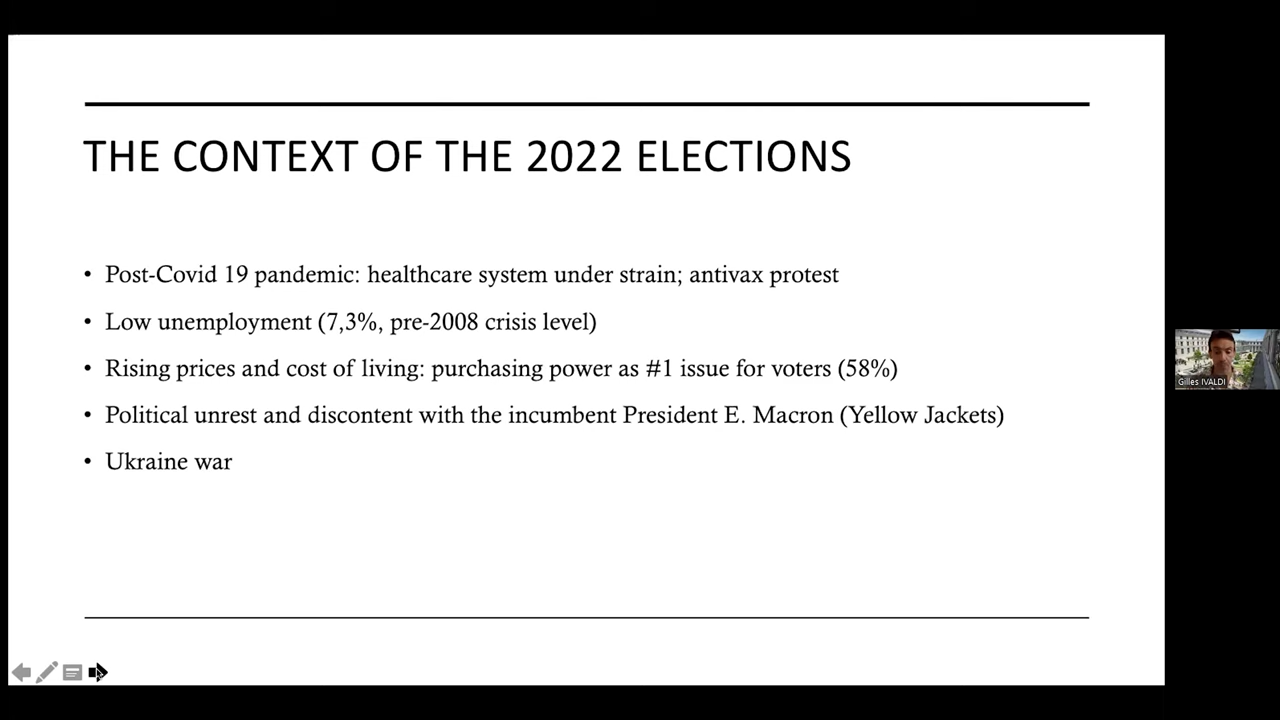 THE CONTEXT OF THE 2022 ELECTIONS
• Post-Covid 19 pandemic: healthcare system under strain; antivax protest
• Low unemployment (7,3%, pre-2008 crisis level)
• Rising prices and cost of living: purchasing power as #1 issue for voters (58%)
• Political unrest and discontent with the incumbent President E. Macron (Yellow Jackets)
• Ukraine war
Gilles IVALDI